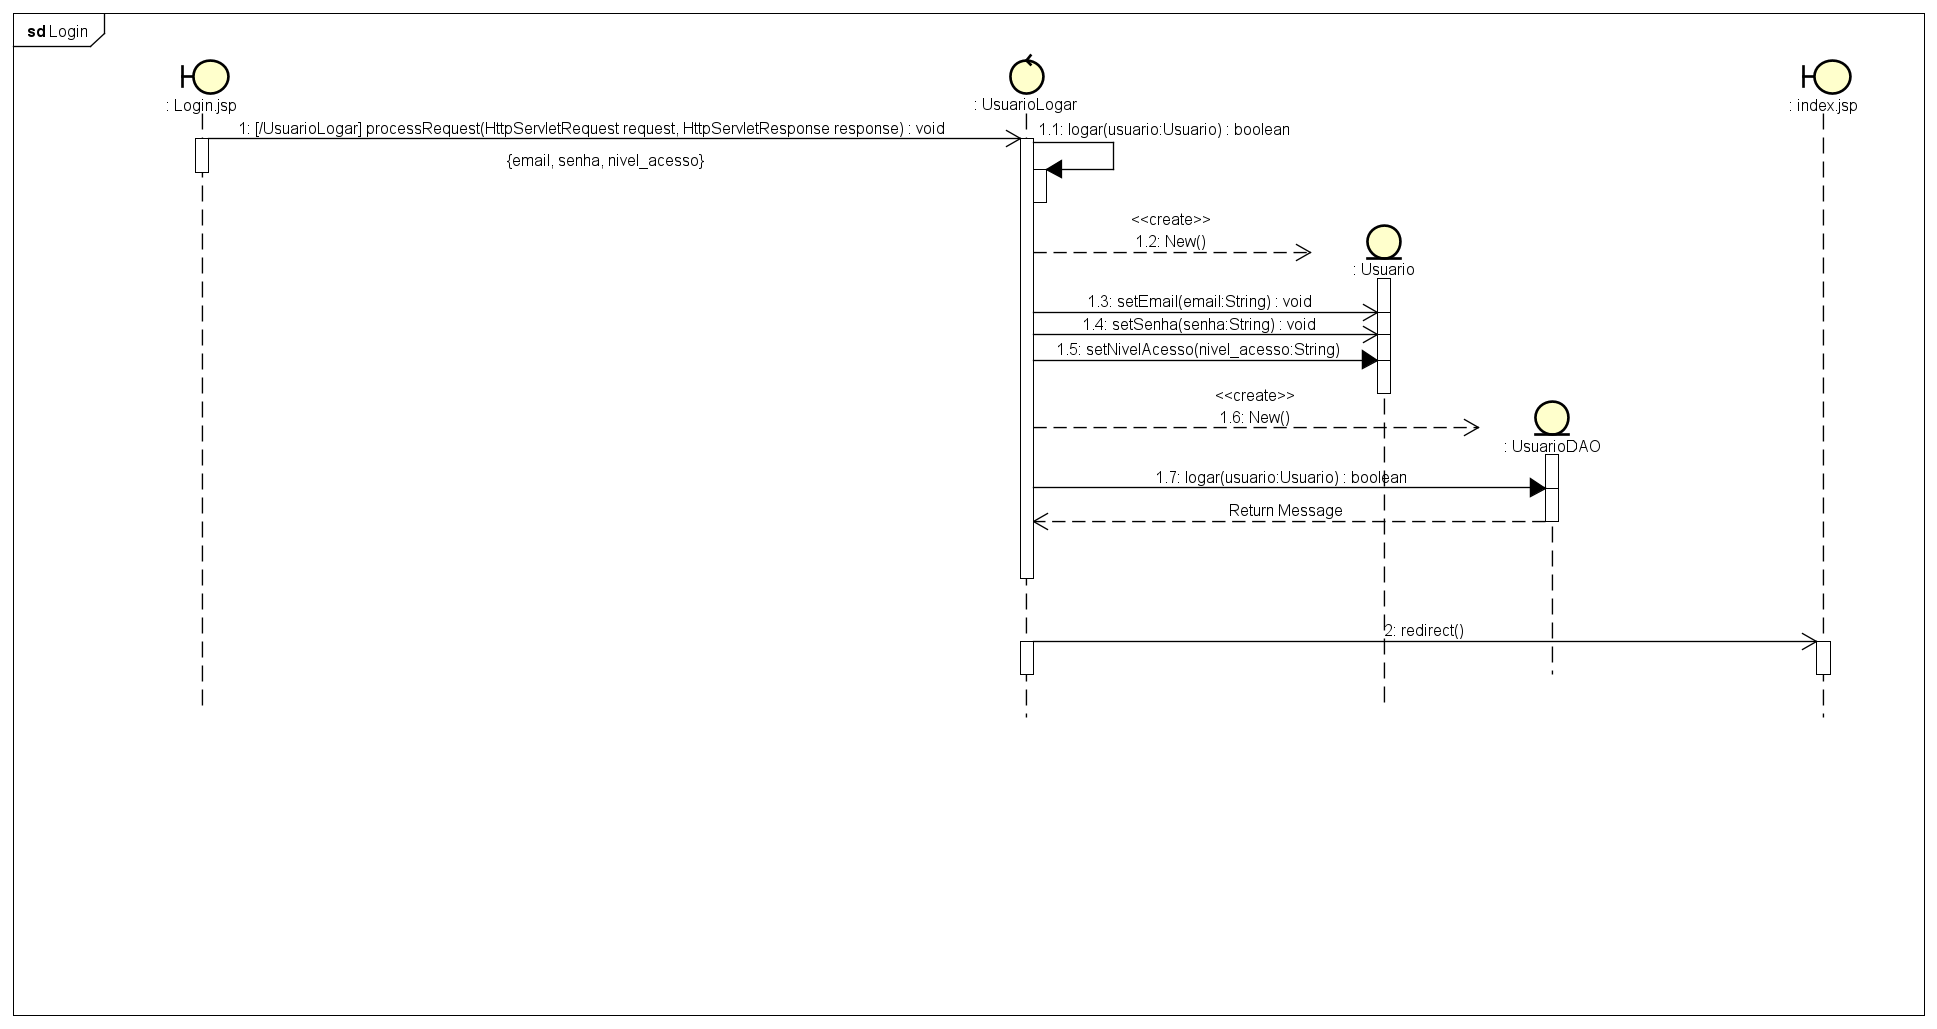 sd Login
: Login.jsp
: UsuarioLogar
: index.jsp
1: [/UsuarioLogar] processRequest(HttpServletRequest request, HttpServletResponse response) : void
{email, senha, nivel_acesso}
1.1: logar(usuario:Usuario) : boolean
<<create>>
1.2: New()
: Usuario
1.3: setEmail(email:String) : void
1.4: setSenha(senha:String) : void
1.5: setNivelAcesso(nivel_acesso:String)
<<create>>
1.6: New()
: UsuarioDAO
1.7: logar(usuario:Usuario) : boolean
Return Message
2: redirect()